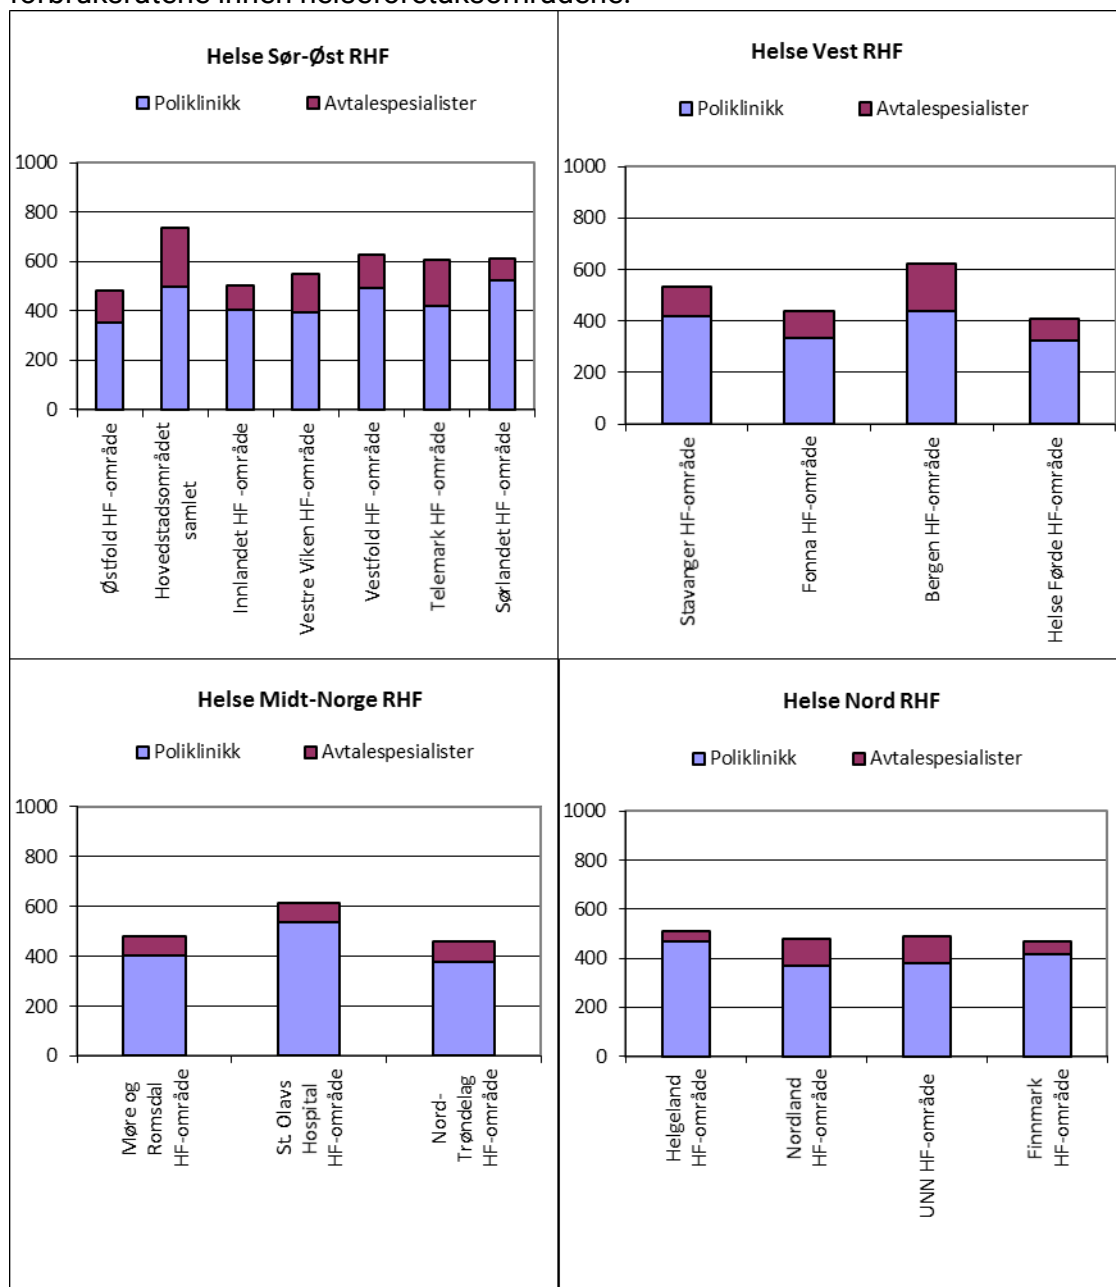 forbruksratene innen helseforetaksområdene.
Helse Sør-Øst RHF
Poliklinikk
Avtalespesialister
1000
800
600
400
200
0
Østfold HF -område
Hovedstadsområdet
samlet
Innlandet HF -område
Vestre Viken HF-område
Vestfold HF -område
Telemark HF -område
Sørlandet HF -område
Helse Vest RHF
Poliklinikk
Avtalespesialister
1000
800
600
400
200
0
Stavanger HF-område
Fonna HF-område
Bergen HF-område
Helse Førde HF-område
Helse Midt-Norge RHF
Poliklinikk
Avtalespesialister
1000
800
600
400
200
0
Møre og
Romsdal
HF-område
St. Olavs
Hospital
HF-område
Nord-
Trøndelag
HF-område
Helse Nord RHF
Poliklinikk
Avtalespesialister
1000
800
600
400
200
0
Helgeland
HF-område
Nordland
HF-område
UNN HF-område
Finnmark
HF-område